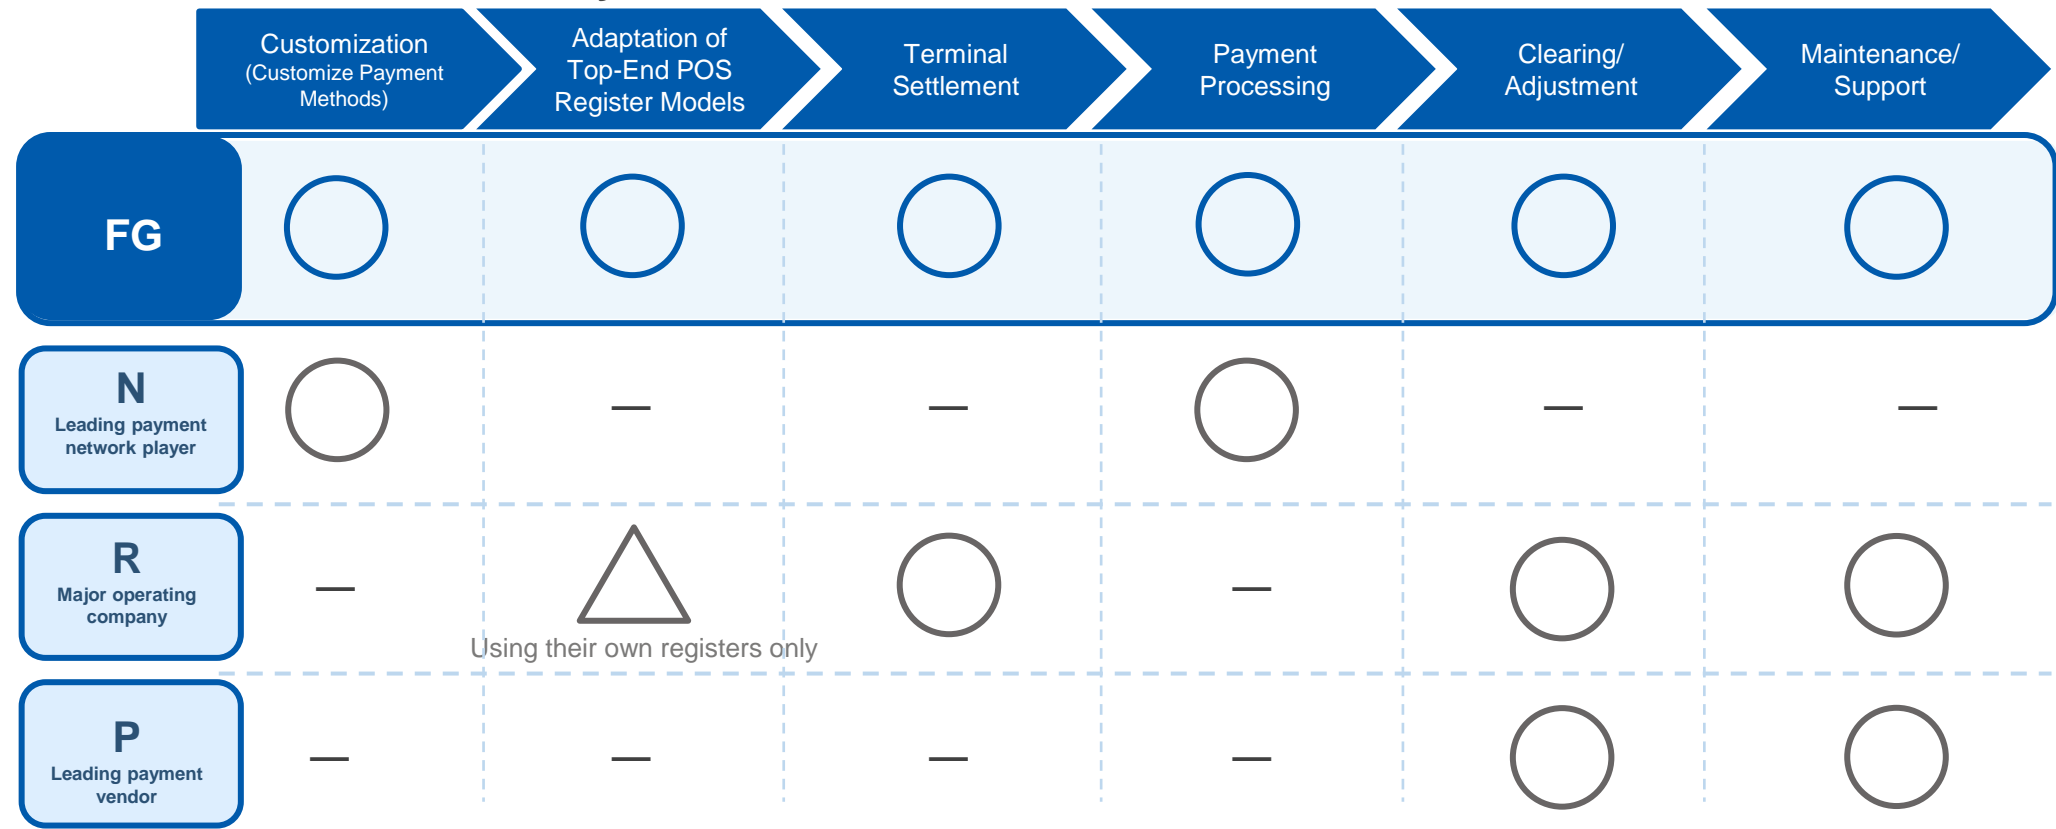 Customization
(Customize Payment
Methods)
Adaptation of
Top-End POS
Register Models
Terminal
Settlement
Payment
Processing
Clearing/
Adjustment
Maintenance/
Support
FG
N
Leading payment
network player
— — — —
R
Major operating
company
— —
Using their own registers only
P
Leading payment
vendor
— — — —